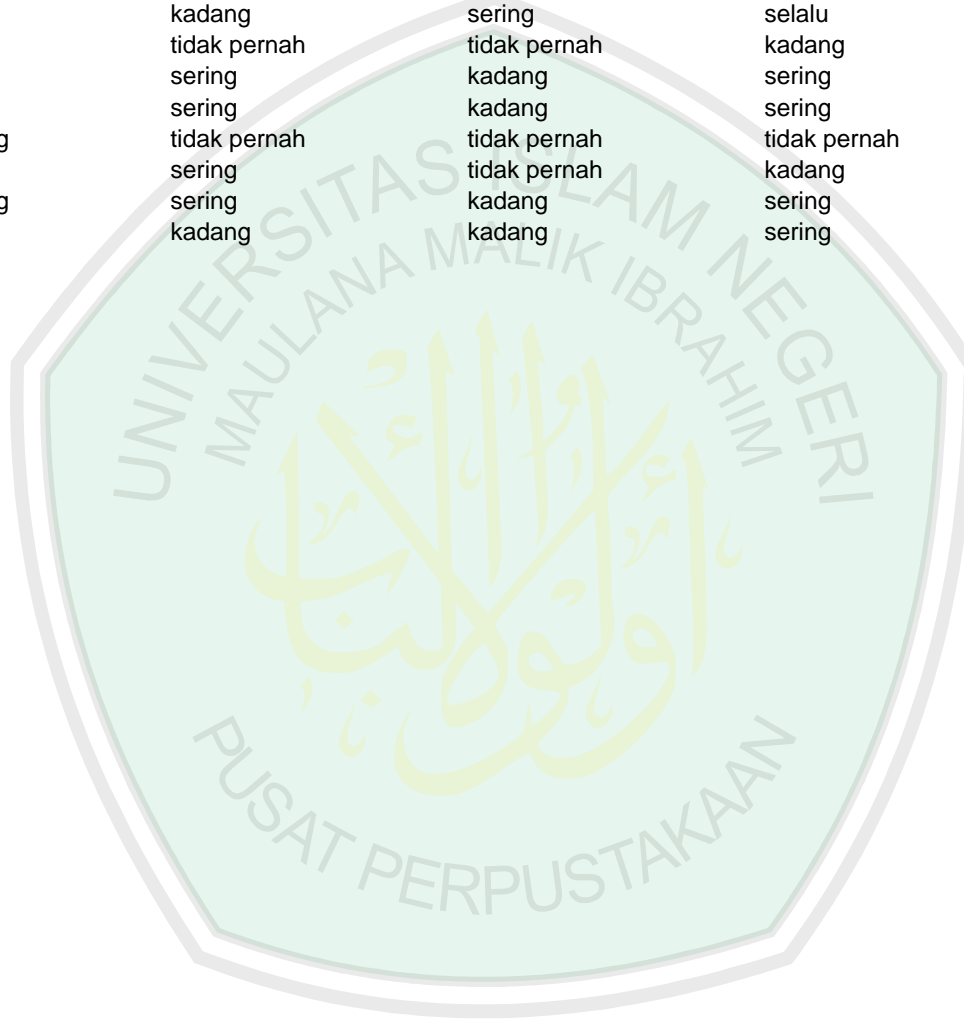 kadang sering selalu
tidak pernah tidak pernah kadang
sering kadang sering
sering kadang sering
g tidak pernah tidak pernah tidak pernah
sering tidak pernah kadang
g sering kadang sering
kadang kadang sering
UNIVERSITAS ISLAM NEGERI
MAULANA MALIK IBRAHIM
أولوا الألباب
PUSAT PERPUSTAKAAN